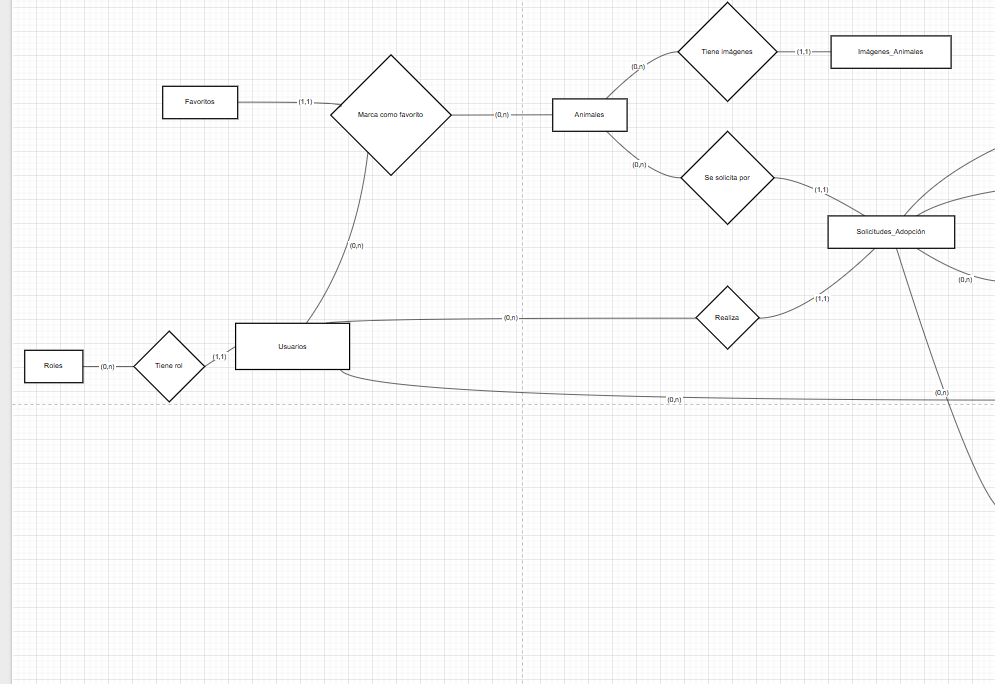 Tiene imágenes
(1,1)
Imágenes_Animales
(0,n)
Favoritos
(1,1)
Marca como favorito
(0,n)
Animales
(0,n)
Se solicita por
(1,1)
Solicitudes_Adopción
(0,n)
(0,n)
(1,1)
Realiza
(0,n)
Usuarios
(1,1)
Roles
(0,n)
Tiene rol
(0,n)
(0,n)